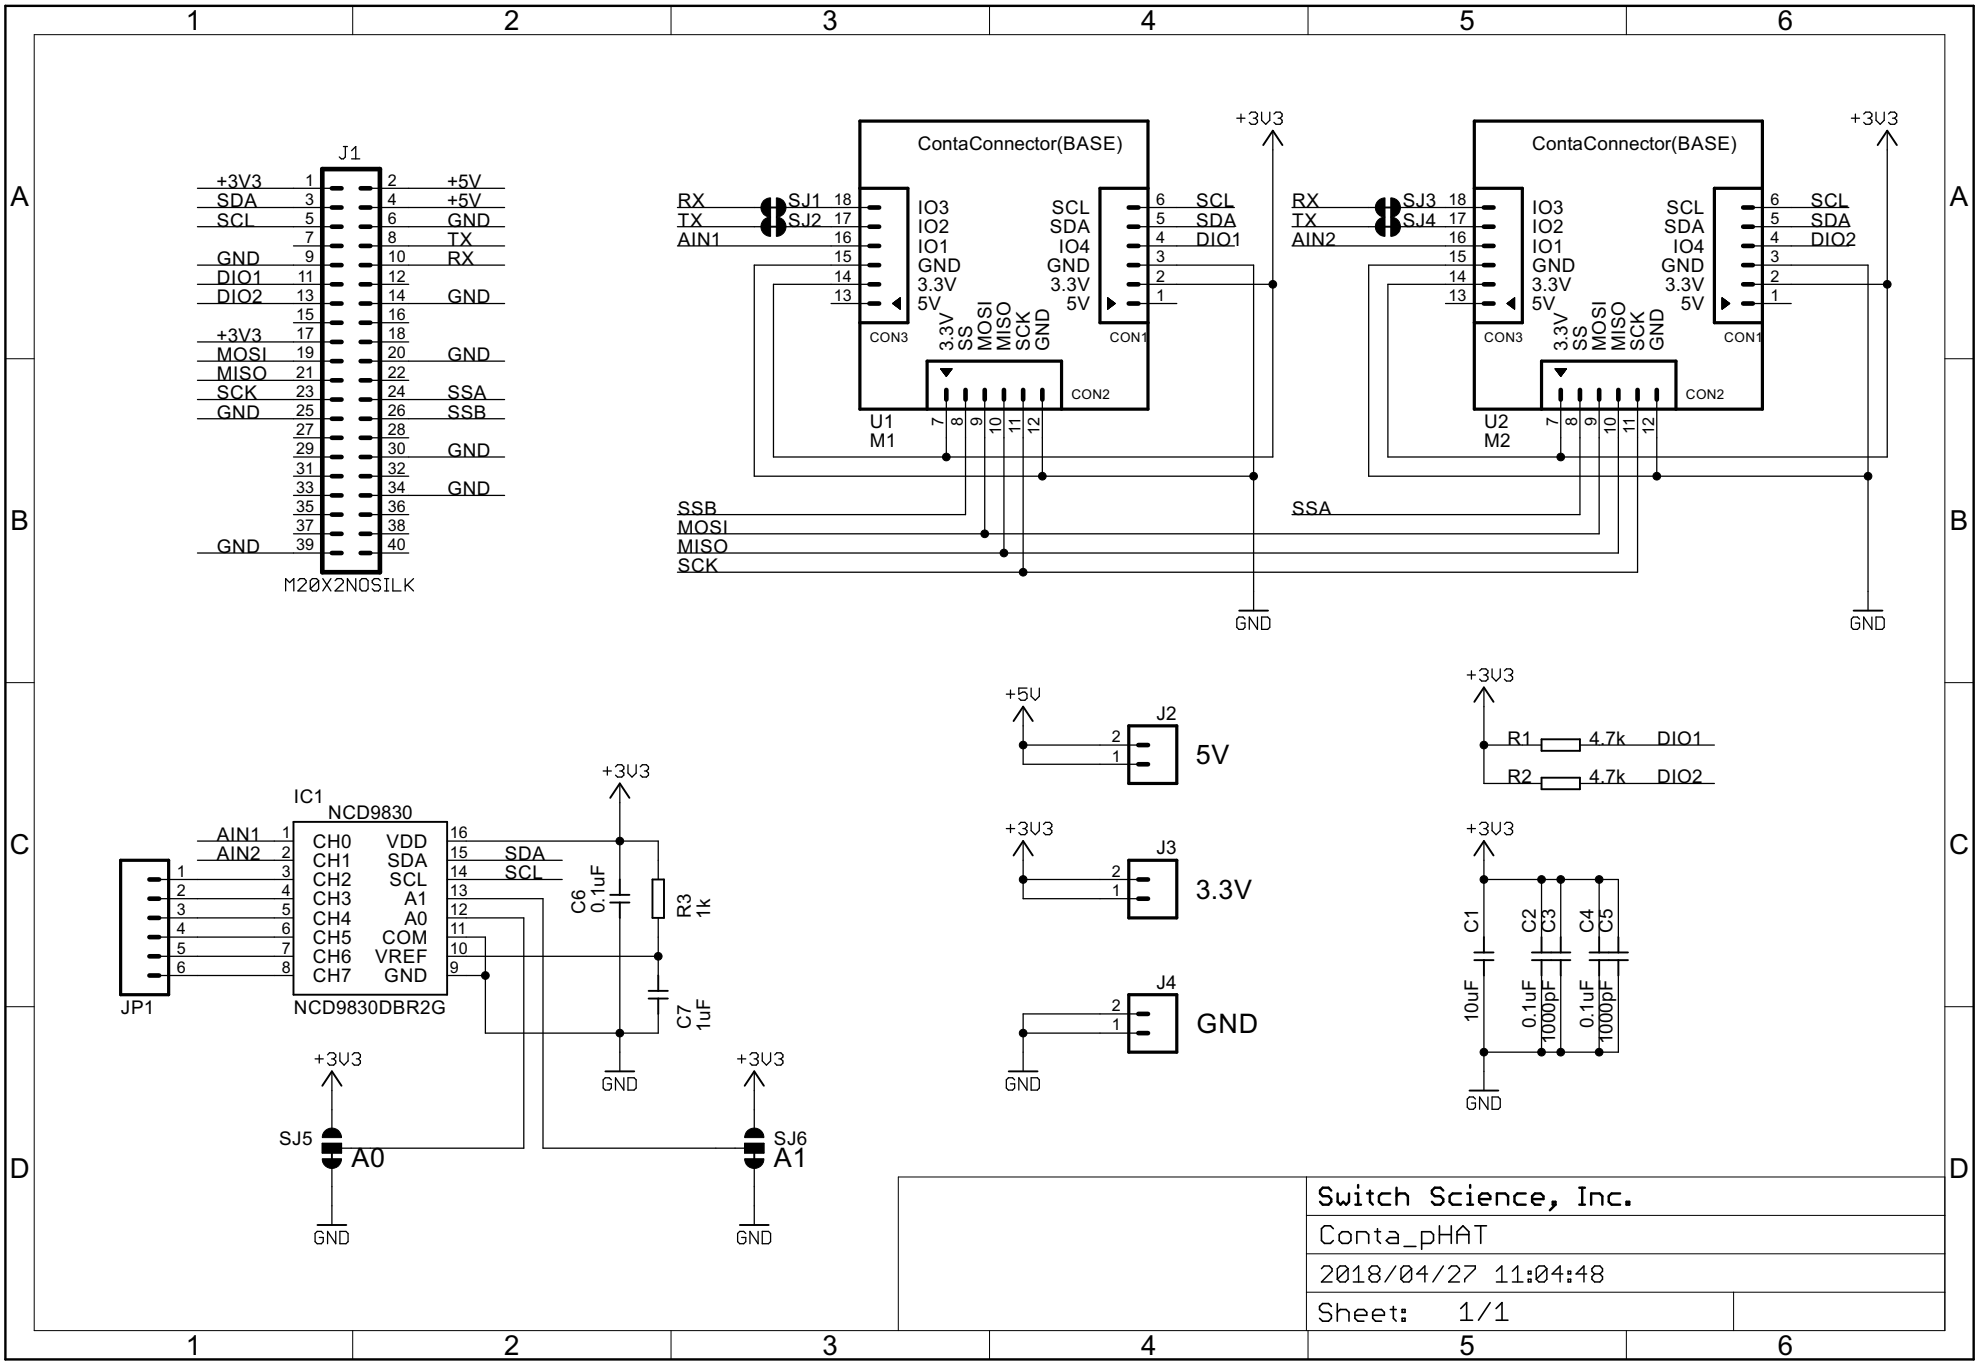 1 2 3 4 5 6
A A
B B
C C
D D
J1
+3V3 1 2 +5V
SDA 3 4 +5V
SCL 5 6 GND
7 8 TX
GND 9 10 RX
DIO1 11 12
DIO2 13 14 GND
15 16
+3V3 17 18
MOSI 19 20 GND
MISO 21 22
SCK 23 24 SSA
GND 25 26 SSB
27 28
29 30 GND
31 32
33 34 GND
35 36
37 38
GND 39 40
M20X2NOSILK
+3V3
ContaConnector(BASE)
RX SJ1 18 IO3 SCL 6 SCL
TX SJ2 17 IO2 SDA 5 SDA
AIN1 16 IO1 IO4 4 DIO1
15 GND GND 3
14 3.3V 3.3V 2
13 5V 5V 1
CON3 3.3V SS MOSI MISO SCK GND CON1
CON2
U1 7 8 9 10 11 12
M1
+3V3
ContaConnector(BASE)
RX SJ3 18 IO3 SCL 6 SCL
TX SJ4 17 IO2 SDA 5 SDA
AIN2 16 IO1 IO4 4 DIO2
15 GND GND 3
14 3.3V 3.3V 2
13 5V 5V 1
CON3 3.3V SS MOSI MISO SCK GND CON1
CON2
U2 7 8 9 10 11 12
M2
SSB SSA
MOSI
MISO
SCK
GND GND
IC1
NCD9830
AIN1 1 CH0 VDD 16
AIN2 2 CH1 SDA 15 SDA
1 3 CH2 SCL 14 SCL
2 4 CH3 A1 13
3 5 CH4 A0 12
4 6 CH5 COM 11
5 7 CH6 VREF 10
6 8 CH7 GND 9
JP1
NCD9830DBR2G
+3V3
C6 0.1uF
R3 1k
C7 1uF
GND
+3V3
SJ5
A0
GND
+3V3
SJ6
A1
GND
+5V
J2
2
1
5V
+3V3
J3
2
1
3.3V
J4
2
1
GND
GND
+3V3
R1 4.7k DIO1
R2 4.7k DIO2
+3V3
C1 C2 C3 C4 C5
10uF 0.1uF 1000pF 0.1uF 1000pF
GND
Switch Science, Inc.
Conta_pHAT
2018/04/27 11:04:48
Sheet: 1/1
1 2 3 4 5 6